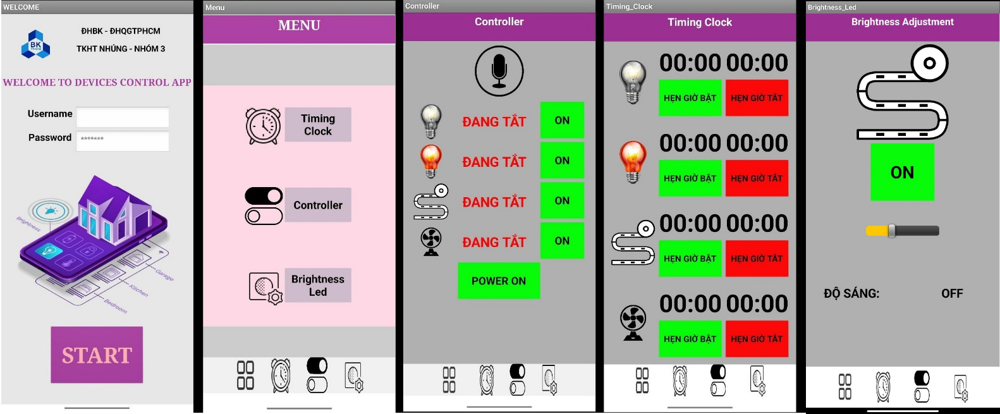 WELCOME
BK
TP.HCM
ĐHBK - ĐHQGTPHCM
TKHT NHÚNG - NHÓM 3
WELCOME TO DEVICES CONTROL APP
Username
Password
*******
Brightness
Garage
Kitchen
Bedroom
START
Menu
MENU
Timing
Clock
Controller
Brightness
Led
Controller
Controller
ĐANG TẮT
ON
ĐANG TẮT
ON
ĐANG TẮT
ON
ĐANG TẮT
ON
POWER ON
Timing_Clock
Timing Clock
00:00 00:00
HẸN GIỜ BẬT HẸN GIỜ TẮT
00:00 00:00
HẸN GIỜ BẬT HẸN GIỜ TẮT
00:00 00:00
HẸN GIỜ BẬT HẸN GIỜ TẮT
00:00 00:00
HẸN GIỜ BẬT HẸN GIỜ TẮT
Brightness_Led
Brightness Adjustment
ON
ĐỘ SÁNG: OFF